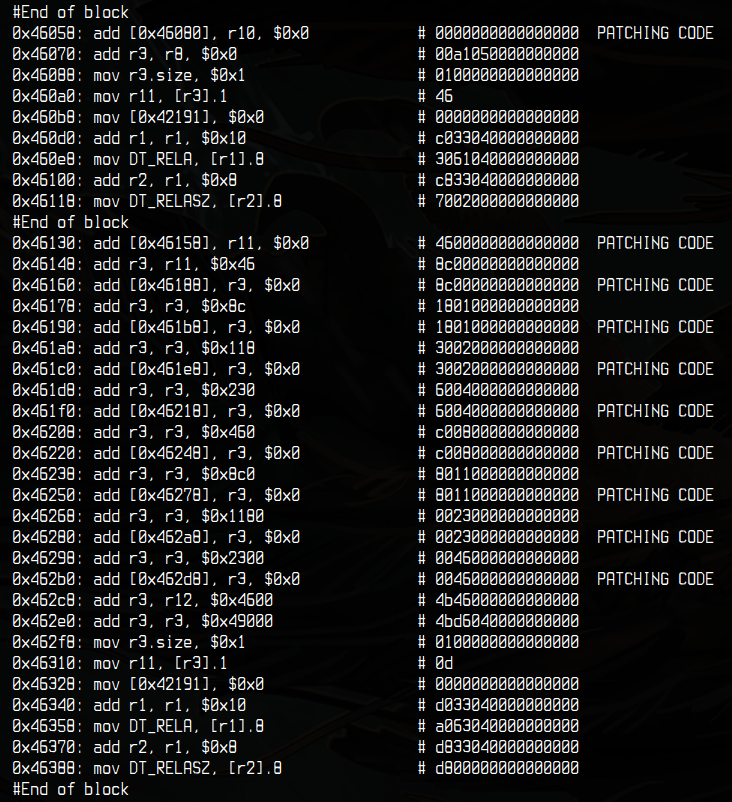 #End of block
0x46058: add [0x46080], r10, $0x0 # 0000000000000000 PATCHING CODE
0x46070: add r3, r8, $0x0 # 00a1050000000000
0x46088: mov r3.size, $0x1 # 0100000000000000
0x460a0: mov r11, [r3].1 # 46
0x460b8: mov [0x42191], $0x0 # 0000000000000000
0x460d0: add r1, r1, $0x10 # c033040000000000
0x460e8: mov DT_RELA, [r1].8 # 3061040000000000
0x46100: add r2, r1, $0x8 # c833040000000000
0x46118: mov DT_RELASZ, [r2].8 # 7002000000000000
#End of block
0x46130: add [0x46158], r11, $0x0 # 4600000000000000 PATCHING CODE
0x46148: add r3, r11, $0x46 # 8c00000000000000
0x46160: add [0x46188], r3, $0x0 # 8c00000000000000 PATCHING CODE
0x46178: add r3, r3, $0x8c # 1801000000000000
0x46190: add [0x461b8], r3, $0x0 # 1801000000000000 PATCHING CODE
0x461a8: add r3, r3, $0x118 # 3002000000000000
0x461c0: add [0x461e8], r3, $0x0 # 3002000000000000 PATCHING CODE
0x461d8: add r3, r3, $0x230 # 6004000000000000
0x461f0: add [0x46218], r3, $0x0 # 6004000000000000 PATCHING CODE
0x46208: add r3, r3, $0x460 # c008000000000000
0x46220: add [0x46248], r3, $0x0 # c008000000000000 PATCHING CODE
0x46238: add r3, r3, $0x8c0 # 8011000000000000
0x46250: add [0x46278], r3, $0x0 # 8011000000000000 PATCHING CODE
0x46268: add r3, r3, $0x1180 # 0023000000000000
0x46280: add [0x462a8], r3, $0x0 # 0023000000000000 PATCHING CODE
0x46298: add r3, r3, $0x2300 # 0046000000000000
0x462b0: add [0x462d8], r3, $0x0 # 0046000000000000 PATCHING CODE
0x462c8: add r3, r12, $0x4600 # 4b46000000000000
0x462e0: add r3, r3, $0x49000 # 4bd6040000000000
0x462f8: mov r3.size, $0x1 # 0100000000000000
0x46310: mov r11, [r3].1 # 0d
0x46328: mov [0x42191], $0x0 # 0000000000000000
0x46340: add r1, r1, $0x10 # d033040000000000
0x46358: mov DT_RELA, [r1].8 # a063040000000000
0x46370: add r2, r1, $0x8 # d833040000000000
0x46388: mov DT_RELASZ, [r2].8 # d800000000000000
#End of block